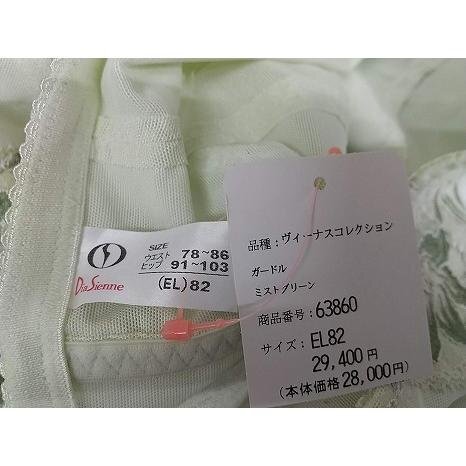 SIZE
ウエスト 78~86
ヒップ 91~103
(EL) 82
DiaSienne
品種：ヴィーナスコレクション
ガードル
ミストグリーン
商品番号：63860
サイズ：EL82
29,400円
(本体価格28,000円)